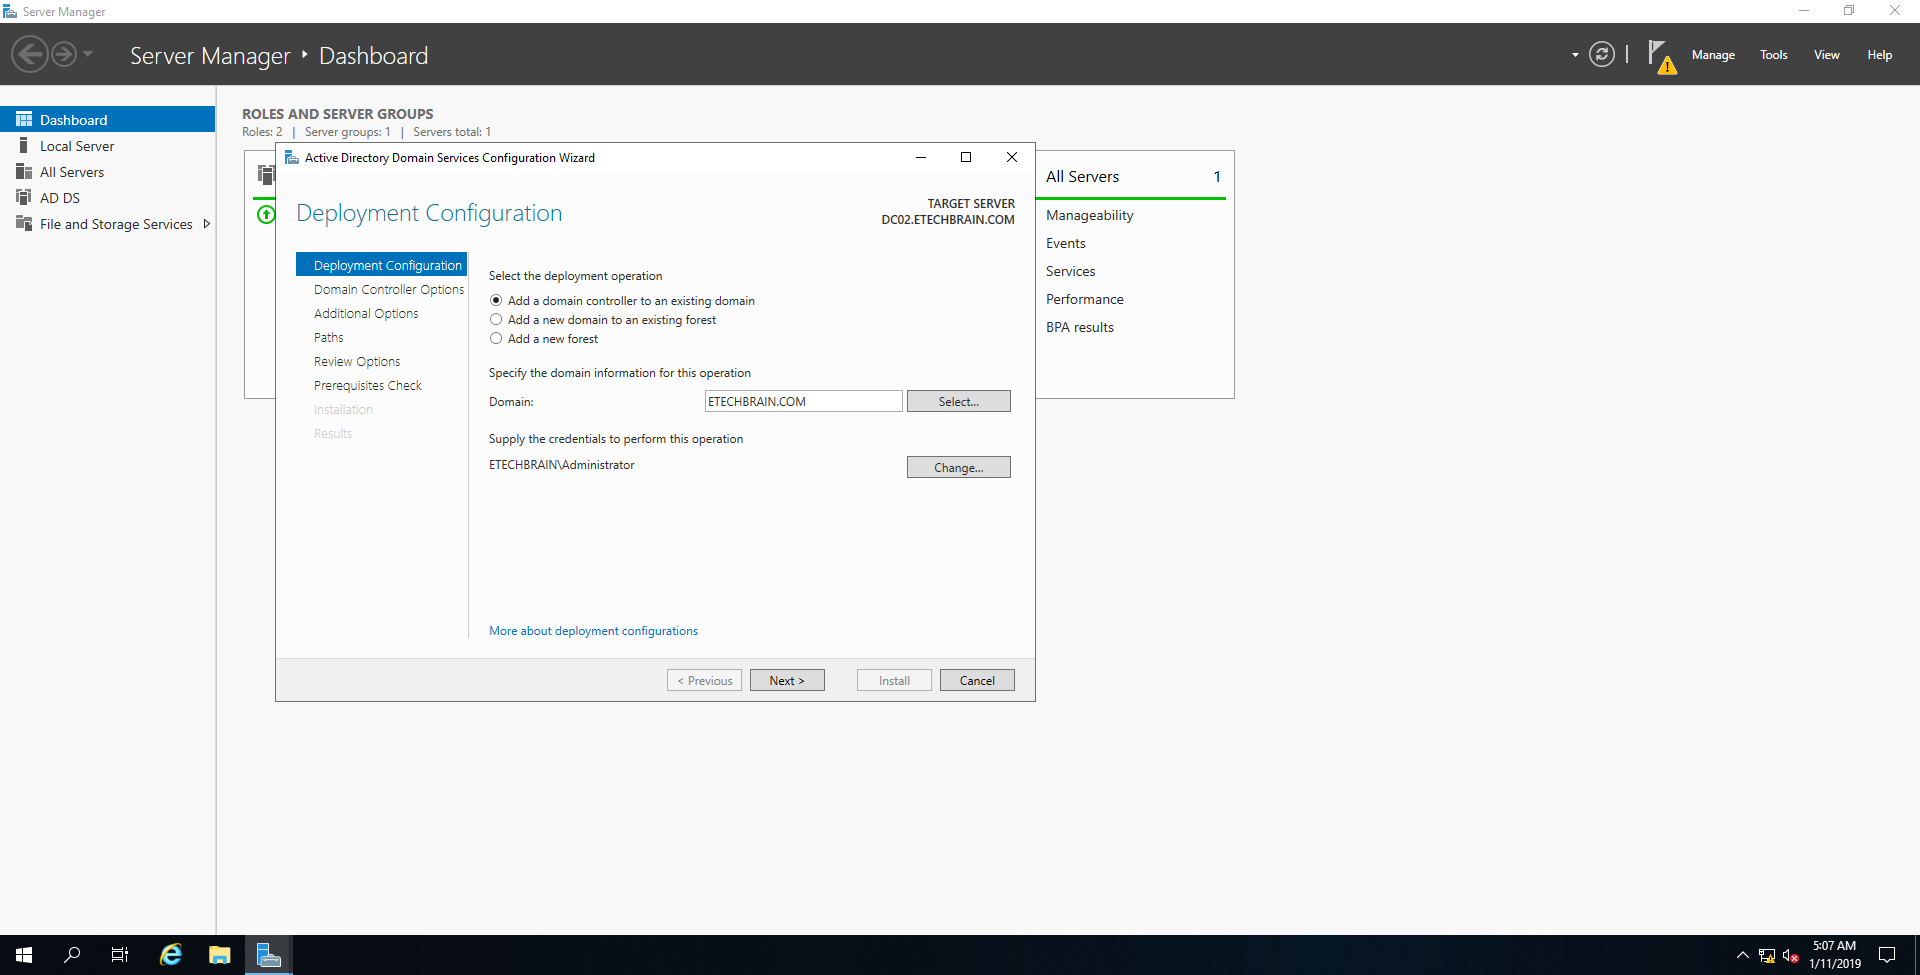 Server Manager
Server Manager ‣ Dashboard
Manage Tools View Help
Dashboard
Local Server
All Servers
AD DS
File and Storage Services
ROLES AND SERVER GROUPS
Roles: 2 | Server groups: 1 | Servers total: 1
Active Directory Domain Services Configuration Wizard
Deployment Configuration
TARGET SERVER
DC02.ETECHBRAIN.COM
Deployment Configuration
Domain Controller Options
Additional Options
Paths
Review Options
Prerequisites Check
Installation
Results
Select the deployment operation
Add a domain controller to an existing domain
Add a new domain to an existing forest
Add a new forest
Specify the domain information for this operation
Domain: ETECHBRAIN.COM Select...
Supply the credentials to perform this operation
ETECHBRAIN\Administrator Change...
More about deployment configurations
< Previous Next > Install Cancel
All Servers 1
Manageability
Events
Services
Performance
BPA results
5:07 AM
1/11/2019